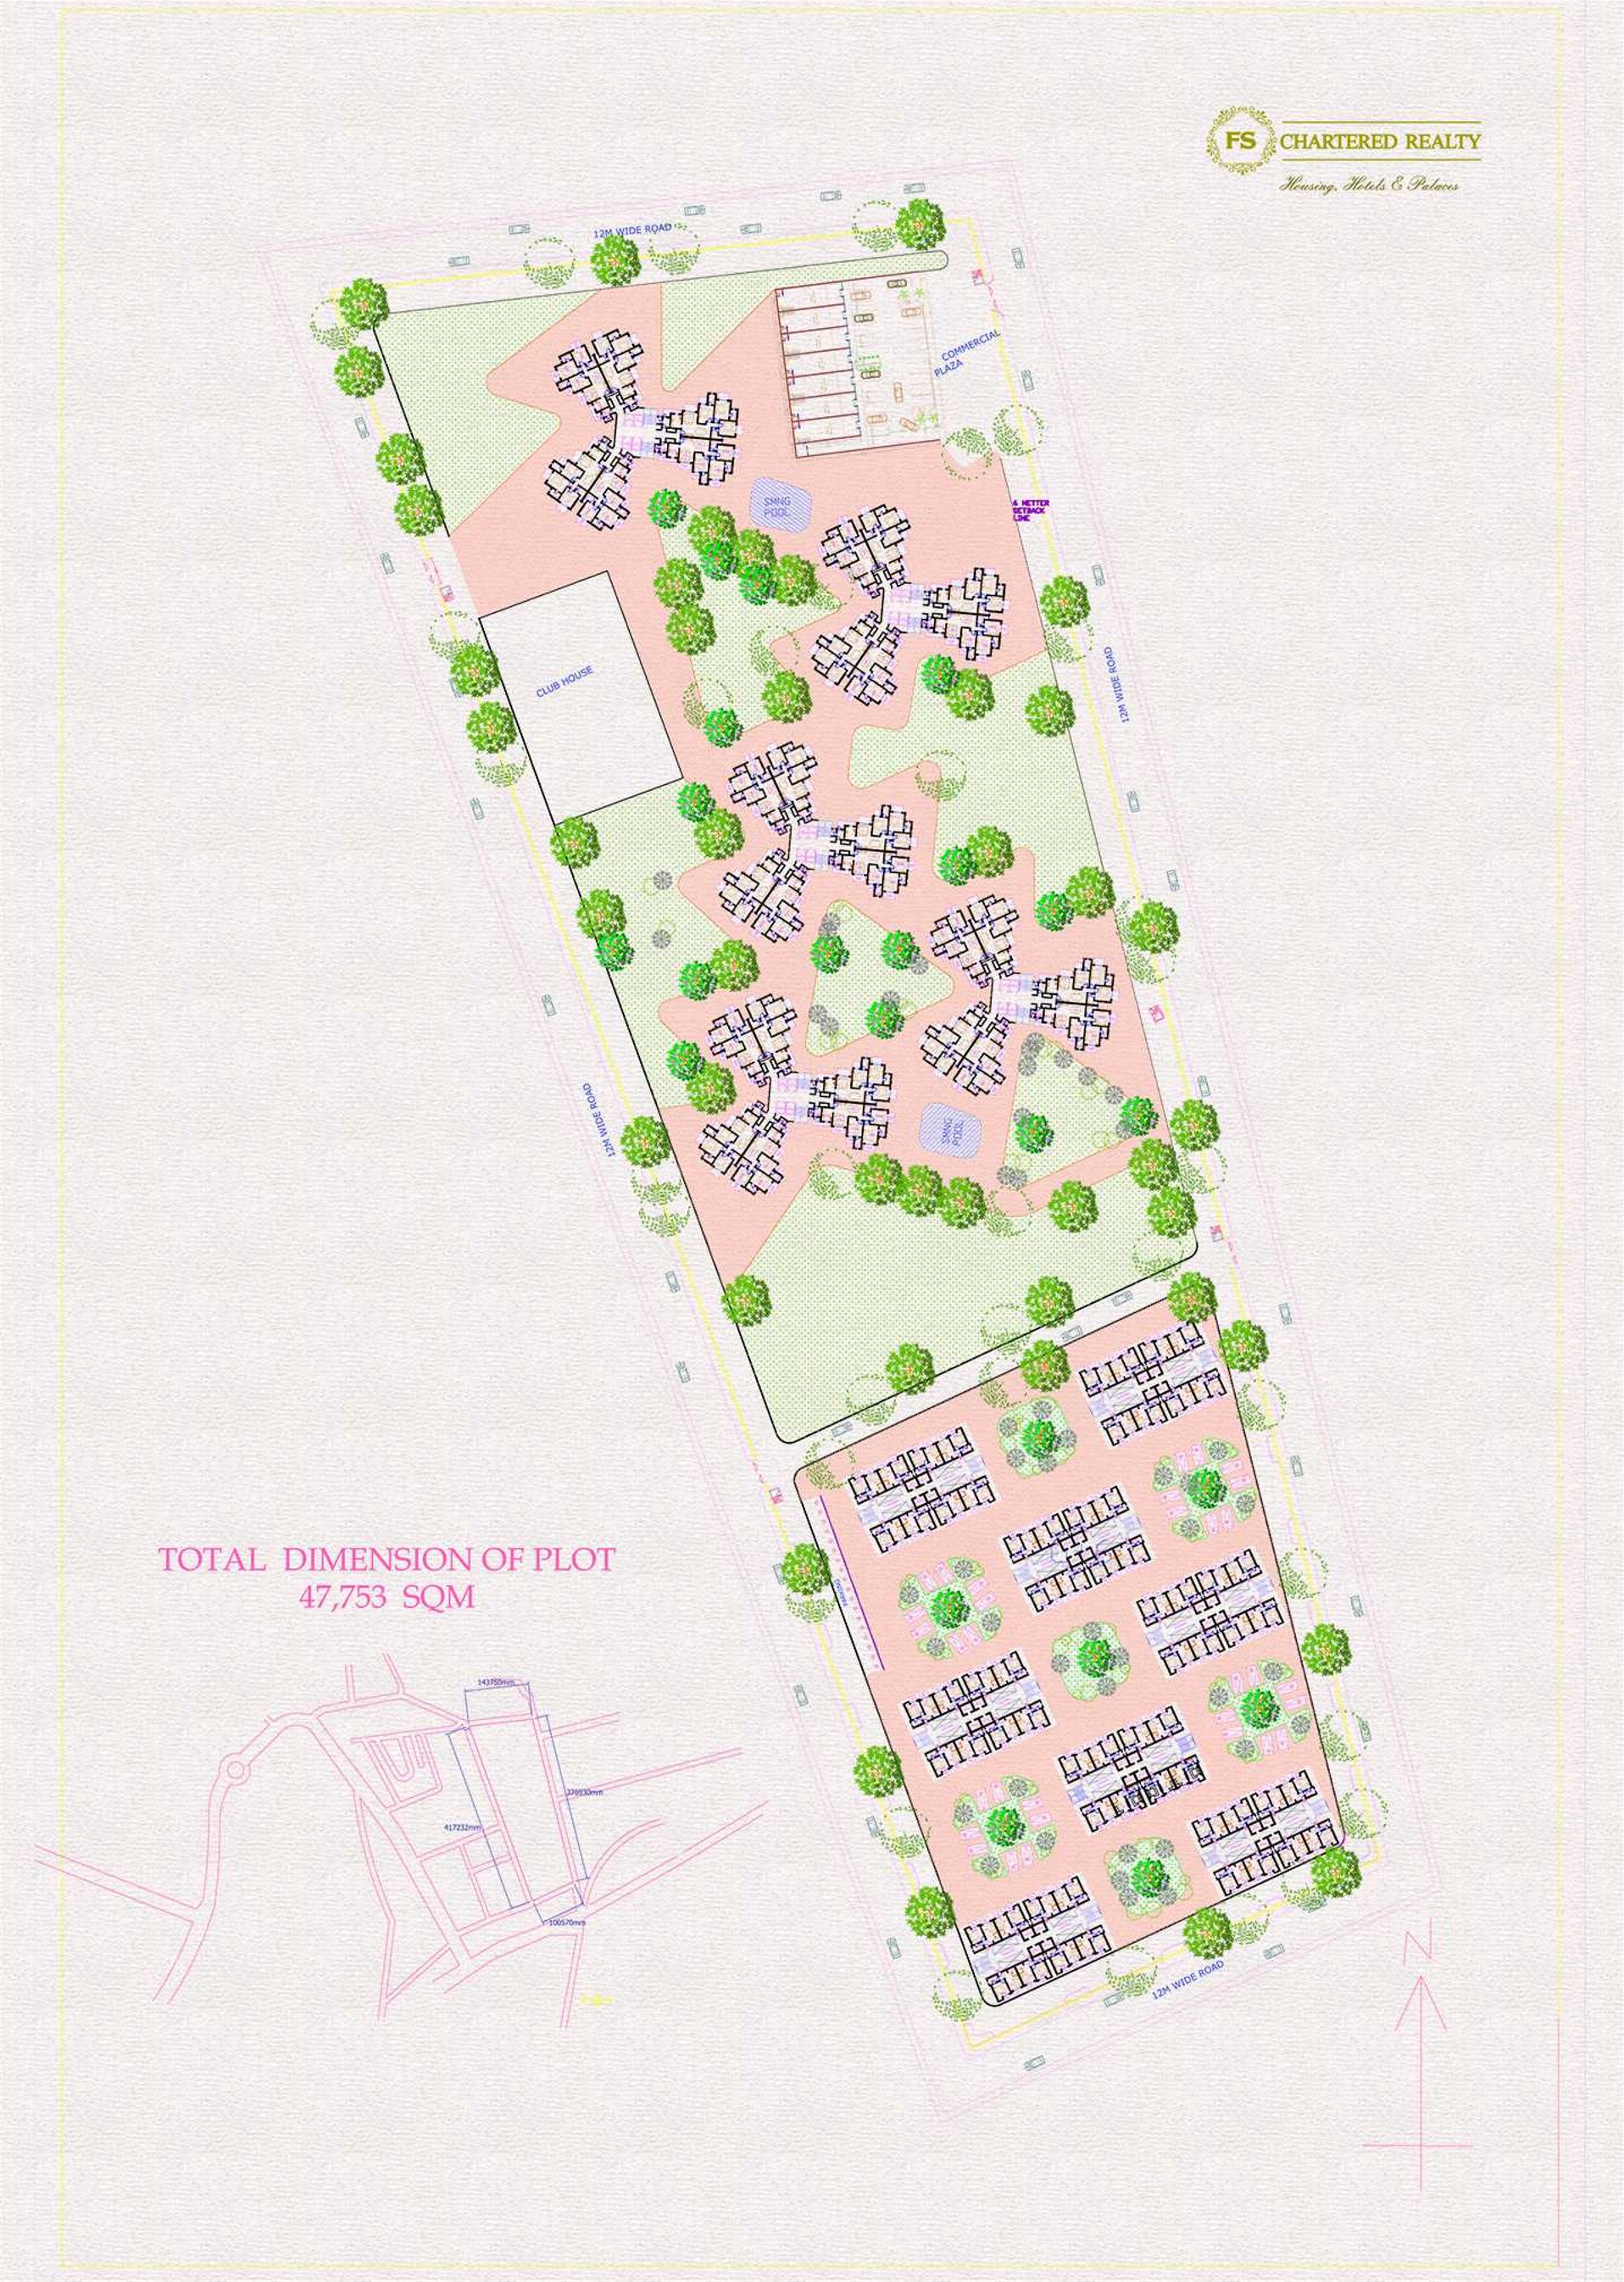 FS
CHARTERED REALTY
Housing, Hotels & Palaces
12M WIDE ROAD
COMMERCIAL
PLAZA
SMNG
POOL
6 METTER
SETBACK
LINE
CLUB HOUSE
12M WIDE ROAD
12M WIDE ROAD
SMNG
POOL
TOTAL DIMENSION OF PLOT
47,753 SQM
143750mm
376930mm
417232mm
100570mm
12M WIDE ROAD
N